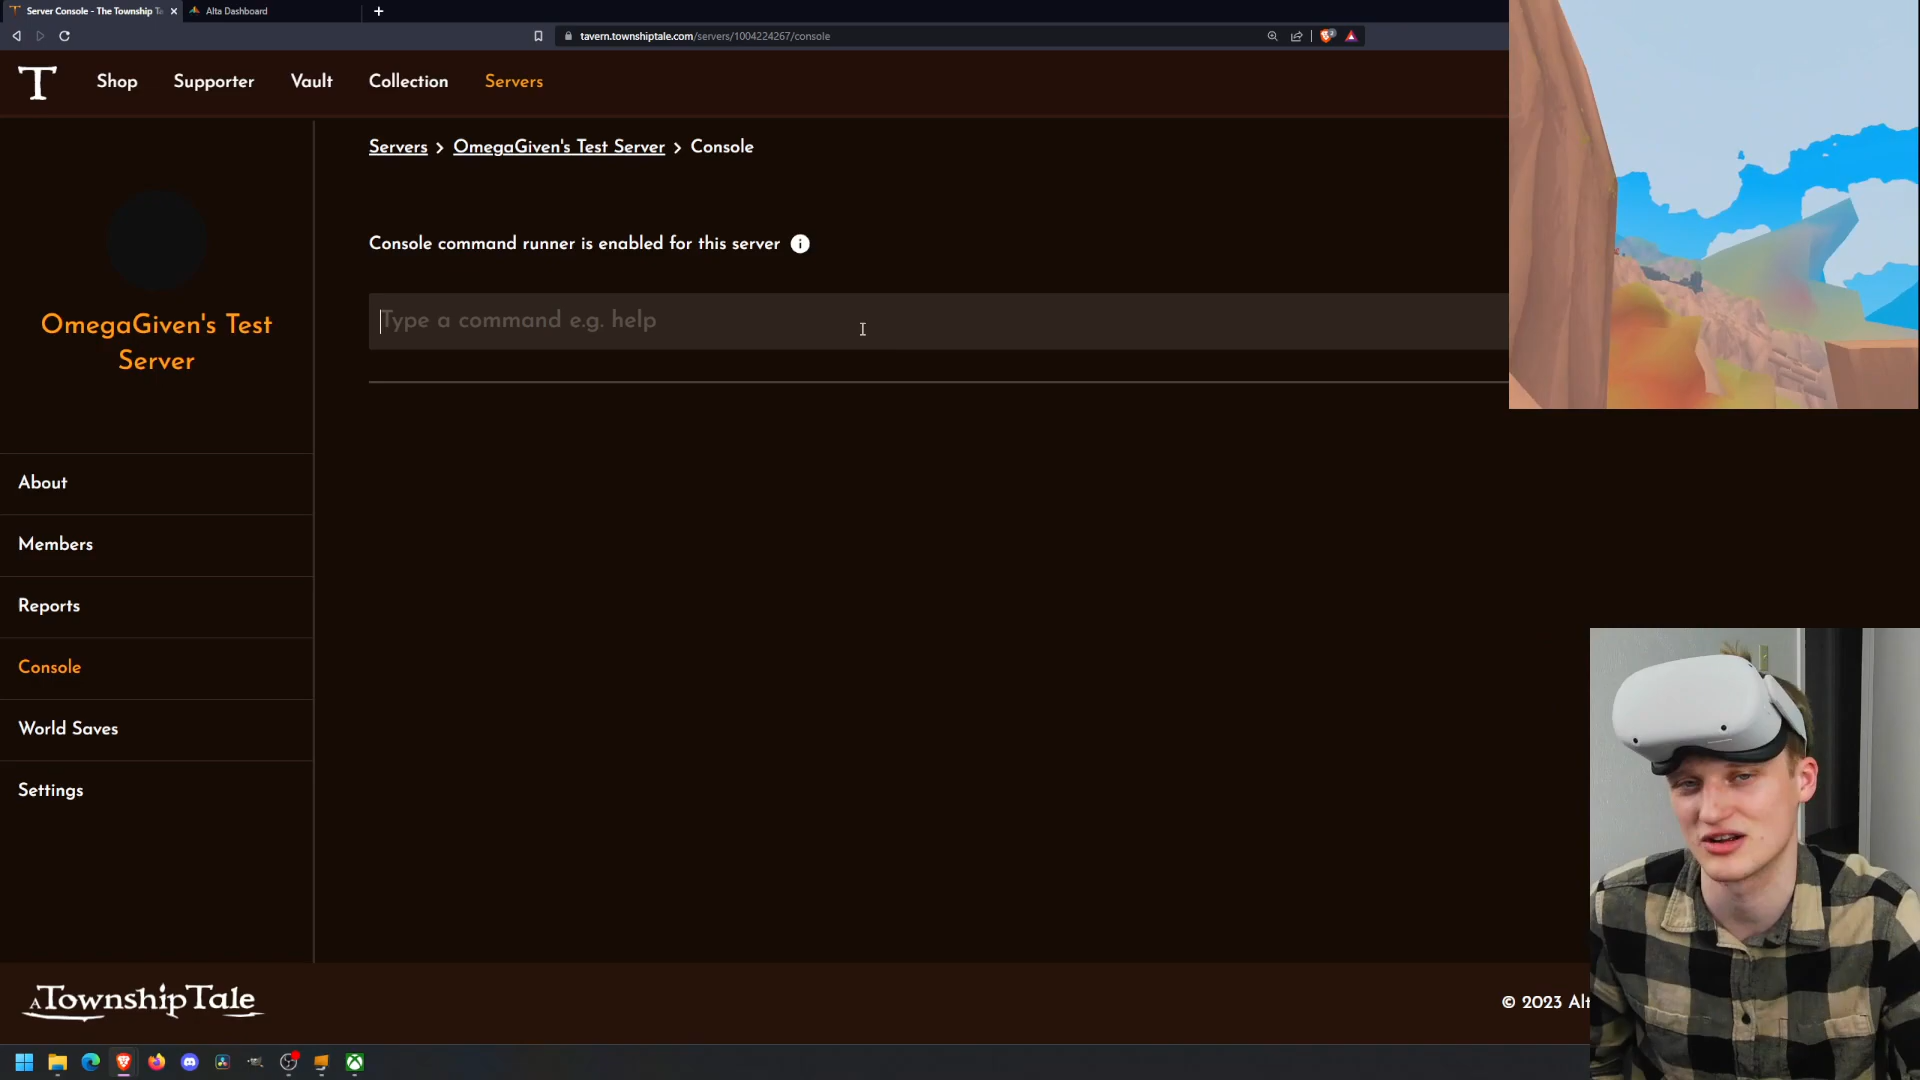 Server Console - The Township T
Alta Dashboard
tavern.townshiptale.com/servers/1004224267/console
T
Shop
Supporter
Vault
Collection
Servers
Servers > OmegaGiven's Test Server > Console
Console command runner is enabled for this server
Type a command e.g. help
OmegaGiven's Test
Server
About
Members
Reports
Console
World Saves
Settings
A Township Tale
© 2023 Alt